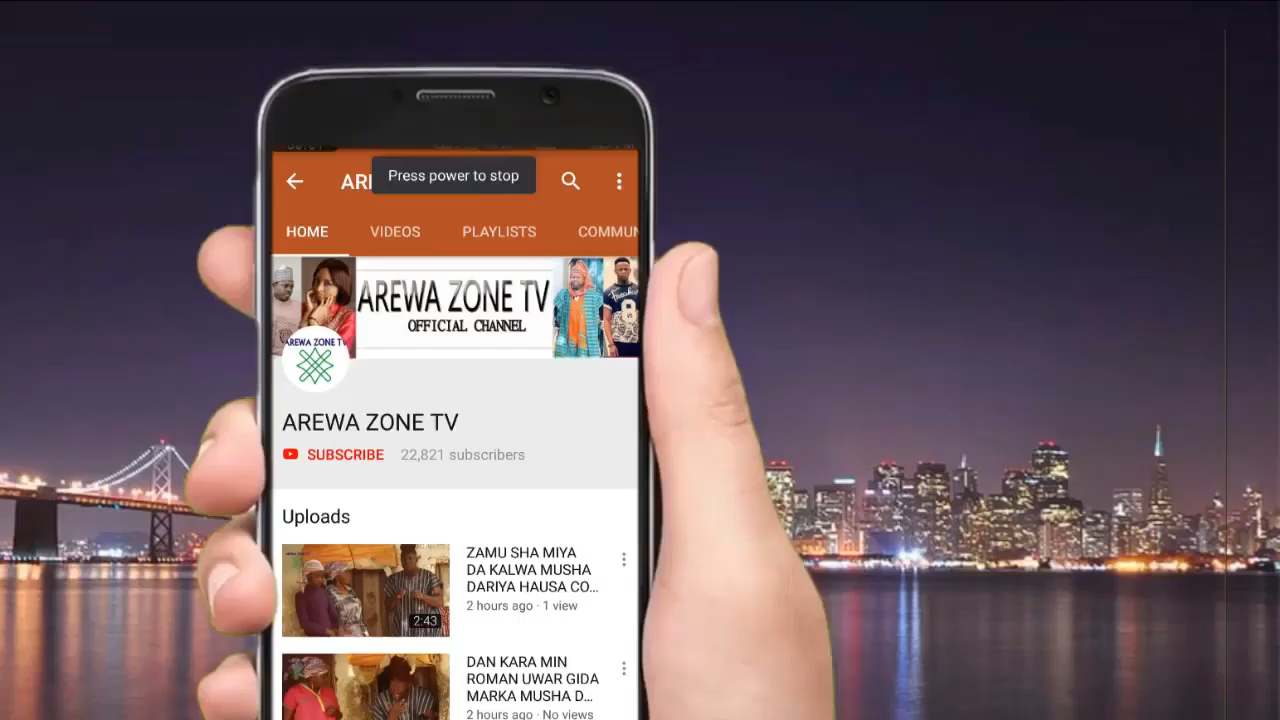 ARE
Press power to stop
HOME
VIDEOS
PLAYLISTS
COMMUN
AREWA ZONE TV
OFFICIAL CHANNEL
AREWA ZONE TV
AREWA ZONE TV
SUBSCRIBE
22,821 subscribers
Uploads
ZAMU SHA MIYA
DA KALWA MUSHA
DARIYA HAUSA CO...
2 hours ago · 1 view
2:43
DAN KARA MIN
ROMAN UWAR GIDA
MARKA MUSHA D...
2 hours ago · No views